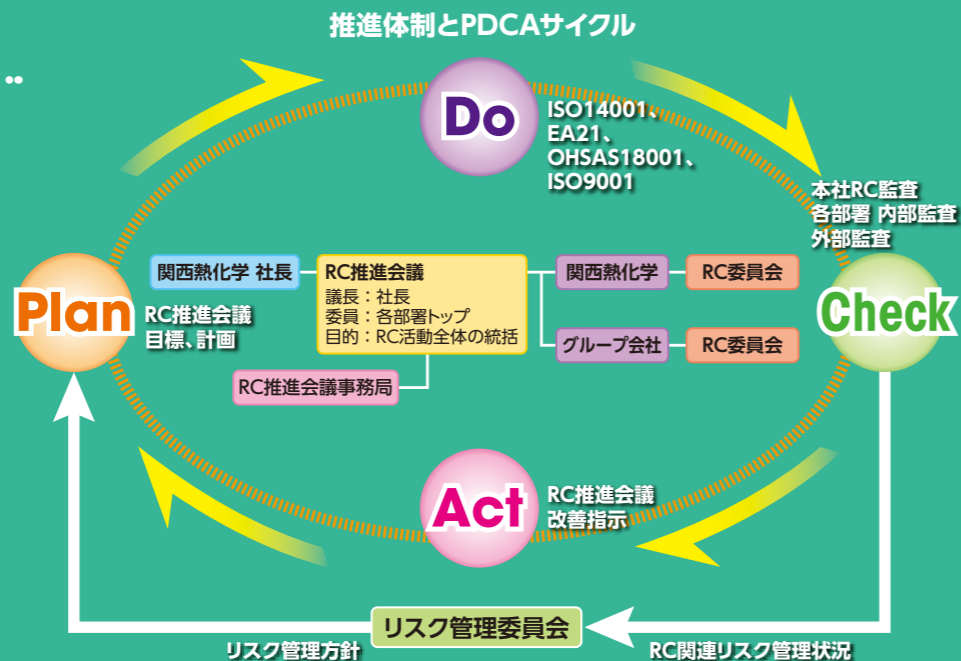 推進体制とPDCAサイクル
Do
ISO14001、
EA21、
OHSAS18001、
ISO9001
本社RC監査
各部署 内部監査
外部監査
Plan
RC推進会議
目標、計画
関西熱化学 社長
RC推進会議
議長：社長
委員：各部署トップ
目的：RC活動全体の統括
関西熱化学
RC委員会
グループ会社
RC委員会
RC推進会議事務局
Check
Act
RC推進会議
改善指示
リスク管理委員会
リスク管理方針
RC関連リスク管理状況